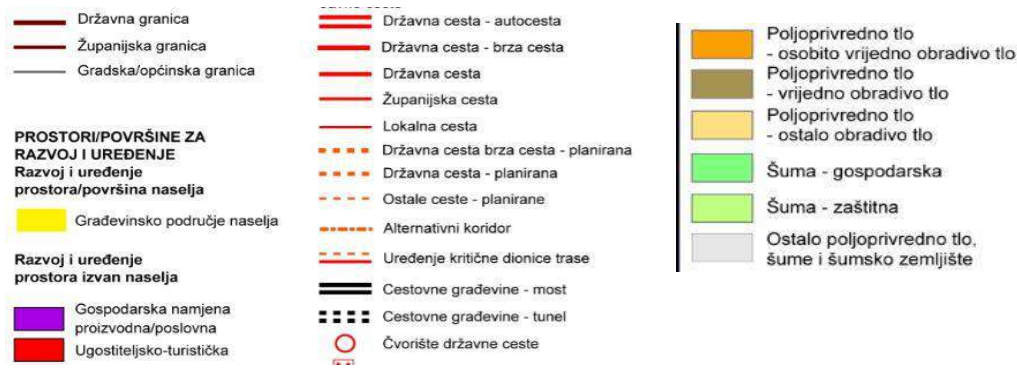 Državna granica
Županijska granica
Gradska/općinska granica
PROSTORI/POVRŠINE ZA
RAZVOJ I UREĐENJE
Razvoj i uređenje
prostora/površina naselja
Građevinsko područje naselja
Razvoj i uređenje
prostora izvan naselja
Gospodarska namjena
proizvodna/poslovna
Ugostiteljsko-turistička
Državna cesta - autocesta
Državna cesta - brza cesta
Državna cesta
Županijska cesta
Lokalna cesta
Državna cesta brza cesta - planirana
Državna cesta - planirana
Ostale ceste - planirane
Alternativni koridor
Uređenje kritične dionice trase
Cestovne građevine - most
Cestovne građevine - tunel
Čvorište državne ceste
Poljoprivredno tlo
- osobito vrijedno obradivo tlo
Poljoprivredno tlo
- vrijedno obradivo tlo
Poljoprivredno tlo
- ostalo obradivo tlo
Šuma - gospodarska
Šuma - zaštitna
Ostalo poljoprivredno tlo,
šume i šumsko zemljište